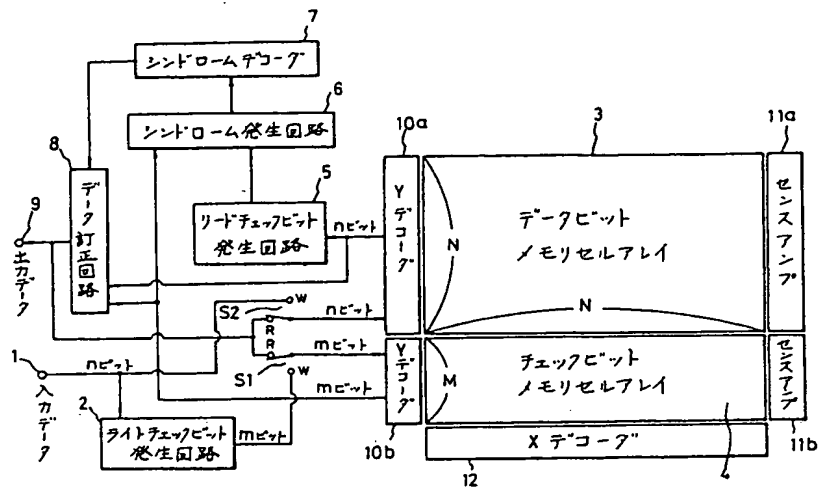 7
シンドロームデコーダ
6
シンドローム発生回路
8
データ訂正回路
9
出力データ
5
リードチェックビット
発生回路
nビット
10a
Yデコーダ
3
データビット
メモリセルアレイ
N
N
11a
センスアンプ
W
S2
R
R
S1
W
nビット
mビット
mビット
1
nビット
入力データ
2
ライトチェックビット
発生回路
mビット
Yデコーダ
10b
M
チェックビット
メモリセルアレイ
4
センスアンプ
11b
Xデコーダ
12